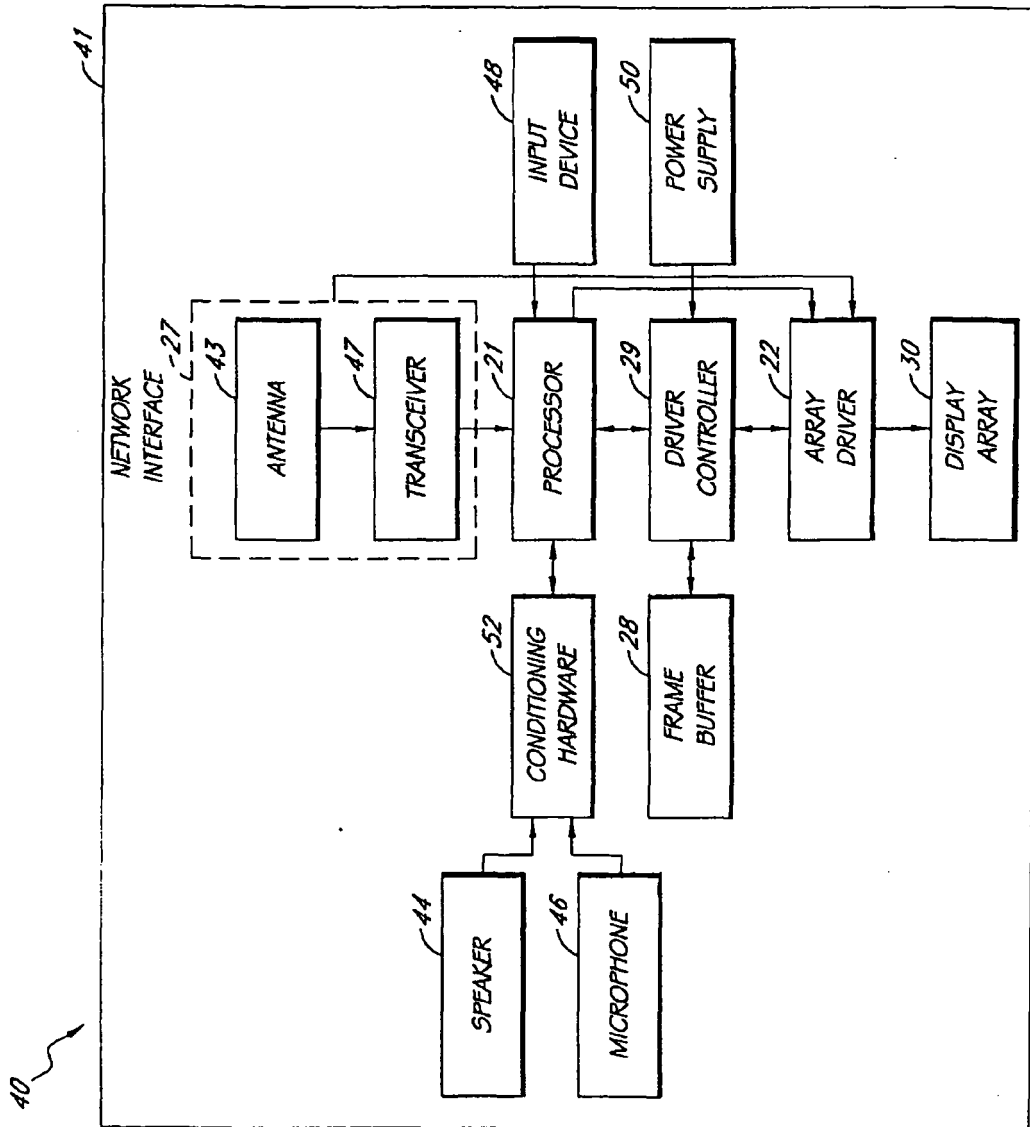 40
41
NETWORK
INTERFACE
27
43
ANTENNA
47
TRANSCEIVER
48
INPUT
DEVICE
21
PROCESSOR
50
POWER
SUPPLY
29
DRIVER
CONTROLLER
22
ARRAY
DRIVER
30
DISPLAY
ARRAY
52
CONDITIONING
HARDWARE
28
FRAME
BUFFER
44
SPEAKER
46
MICROPHONE